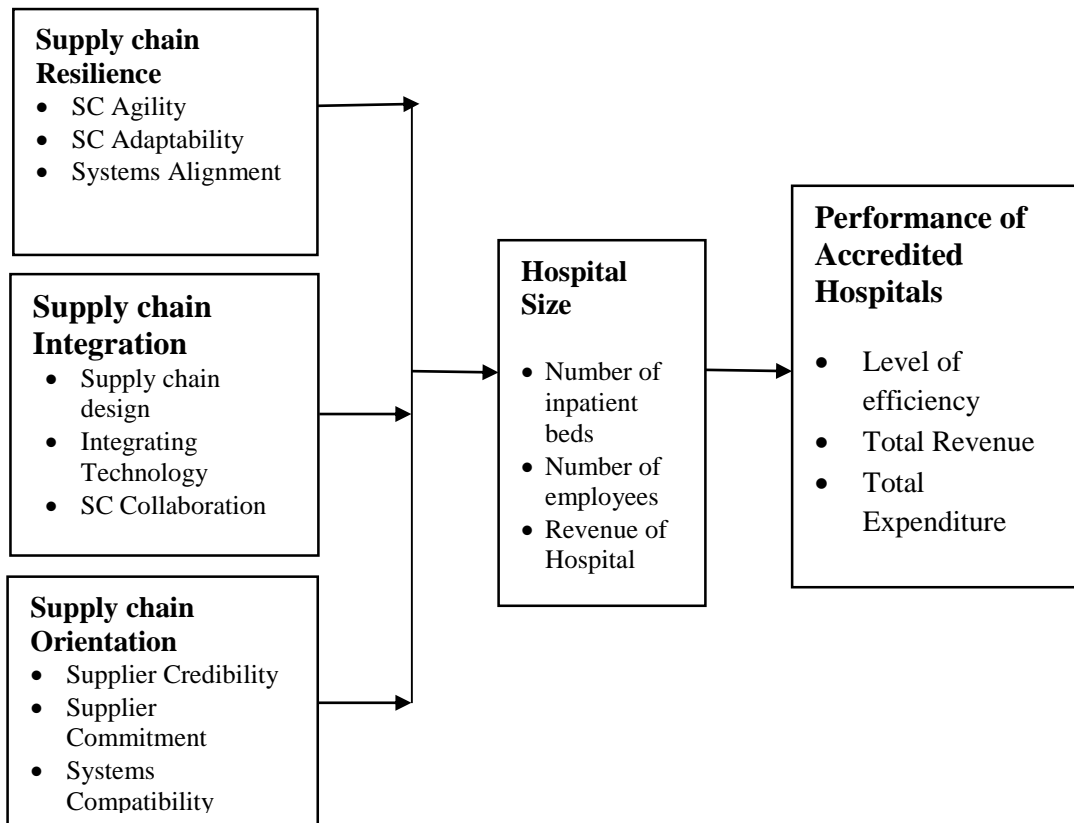 Supply chain
Resilience
• SC Agility
• SC Adaptability
• Systems Alignment
Supply chain
Integration
• Supply chain
design
• Integrating
Technology
• SC Collaboration
Supply chain
Orientation
• Supplier Credibility
• Supplier
Commitment
• Systems
Compatibility
Hospital
Size
• Number of
inpatient
beds
• Number of
employees
• Revenue of
Hospital
Performance of
Accredited
Hospitals
• Level of
efficiency
• Total Revenue
• Total
Expenditure